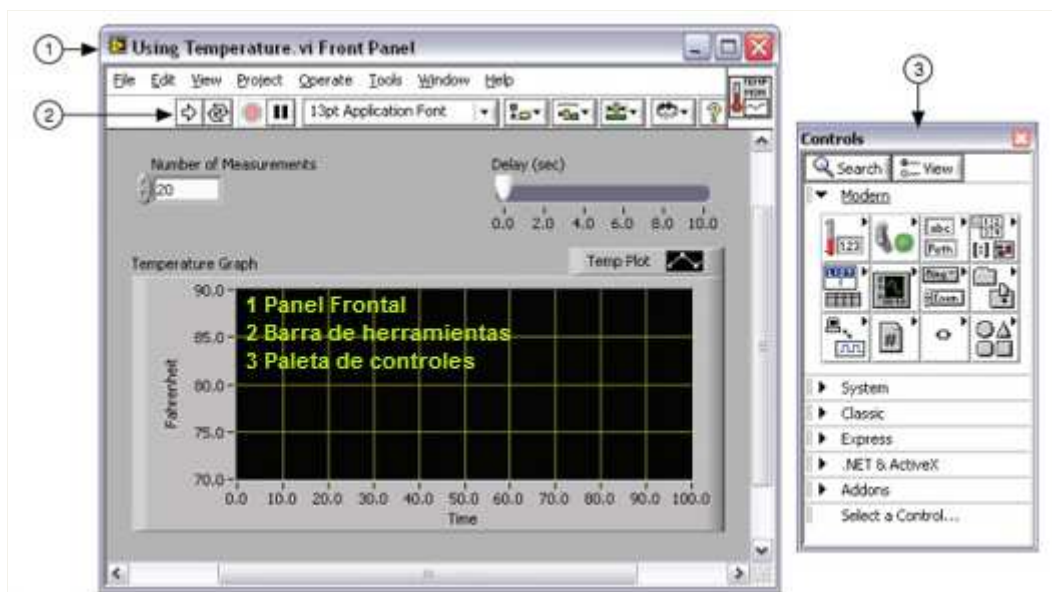 1
Using Temperature.vi Front Panel
File Edit View Project Operate Tools Window Help
TEMP
2
13pt Application Font
?
Number of Measurements
20
Delay (sec)
0.0 2.0 4.0 6.0 8.0 10.0
Temperature Graph
Temp Plot
1 Panel Frontal
2 Barra de herramientas
3 Paleta de controles
90.0
85.0
80.0
75.0
70.0
Fahrenheit
0.0 10.0 20.0 30.0 40.0 50.0 60.0 70.0 80.0 90.0 100.0
Time
3
Controls
Search View
Modern
123
abc
Path
#
System
Classic
Express
.NET & ActiveX
Addons
Select a Control...